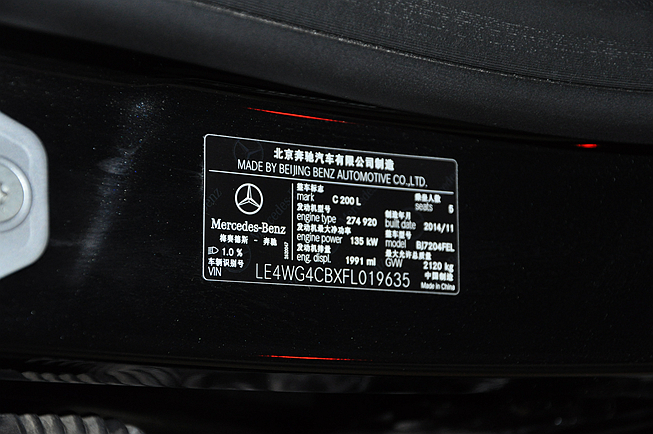 北京奔驰汽车有限公司制造
MADE BY BEIJING BENZ AUTOMOTIVE CO.,LTD.
Mercedes-Benz
梅赛德斯 - 奔驰
1.0 %
车辆识别号
VIN
整车标志
mark C 200 L
发动机型号
engine type 274 920
发动机最大净功率
engine power 135 kW
发动机排量
eng. displ. 1991 ml
乘坐人数
seats 5
制造年月
built date 2014/11
整车型号
model BJ7204FEL
最大允许总质量
GVW 2120 kg
中国制造
Made in China
LE4WG4CBXFL019635